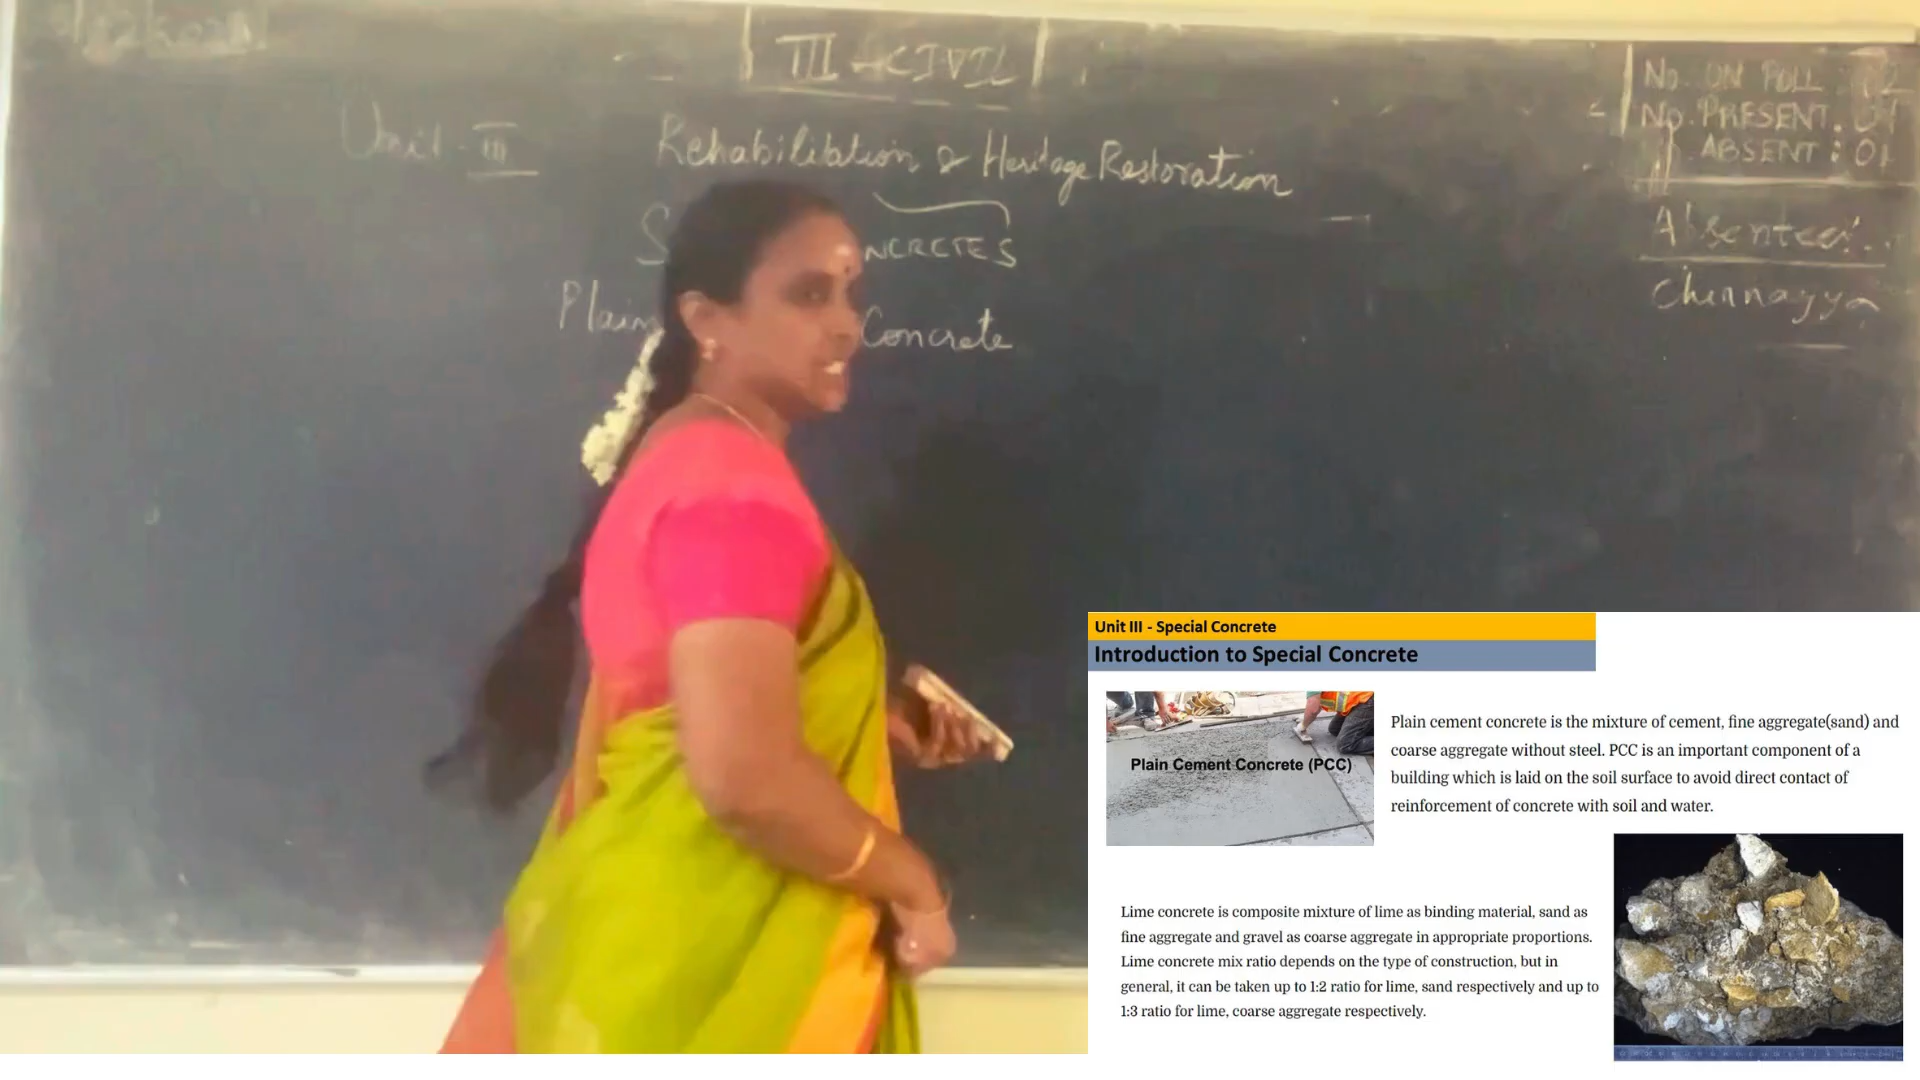 III - CIVIL
No. ON ROLL : 02
No. PRESENT : 01
ABSENT : 01
Absentees:
Chinnayya
Unit - III Rehabilitation & Heritage Restoration
NCRETES
Plain Concrete
Unit III - Special Concrete
Introduction to Special Concrete
Plain Cement Concrete (PCC)
Plain cement concrete is the mixture of cement, fine aggregate(sand) and
coarse aggregate without steel. PCC is an important component of a
building which is laid on the soil surface to avoid direct contact of
reinforcement of concrete with soil and water.
Lime concrete is composite mixture of lime as binding material, sand as
fine aggregate and gravel as coarse aggregate in appropriate proportions.
Lime concrete mix ratio depends on the type of construction, but in
general, it can be taken up to 1:2 ratio for lime, sand respectively and up to
1:3 ratio for lime, coarse aggregate respectively.